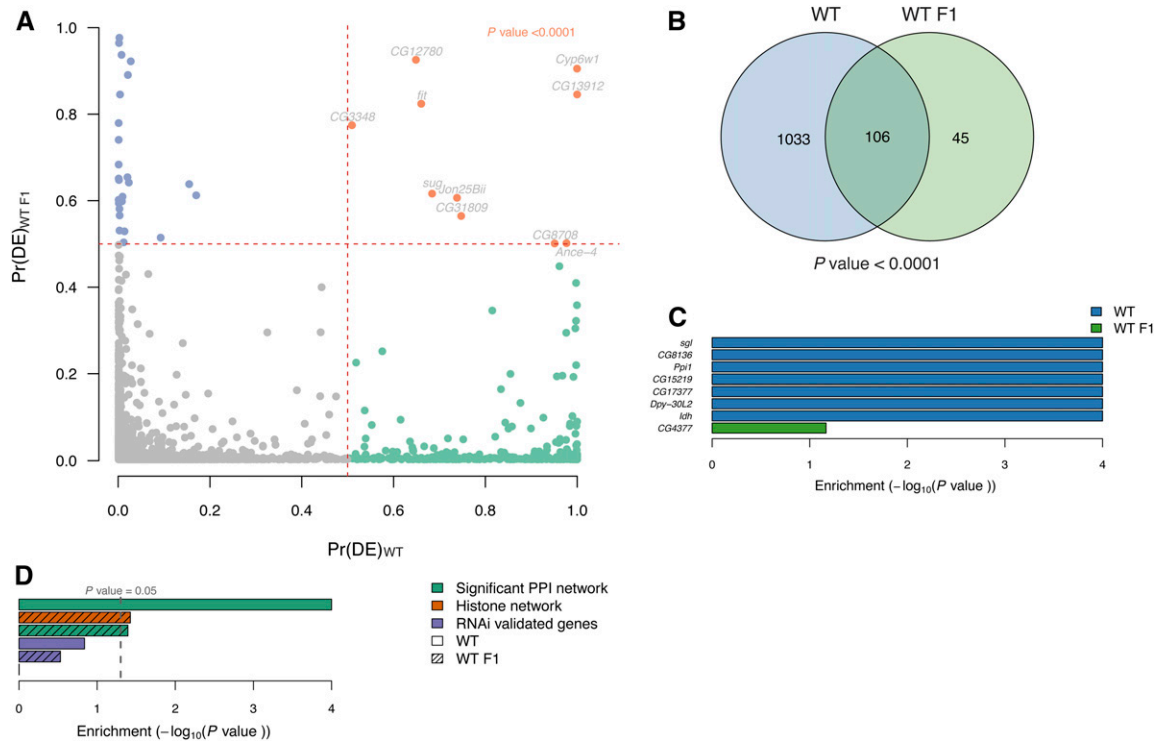 A
P value <0.0001
CG12780
Cyp6w1
CG13912
fit
CG3348
sug
Jon25Bii
CG31809
CG8708
Ance−4
1.0
0.8
0.6
0.4
0.2
0.0
Pr(DE)WT F1
0.0 0.2 0.4 0.6 0.8 1.0
Pr(DE)WT
B
WT WT F1
1033 106 45
P value < 0.0001
C
WT
WT F1
sgl
CG8136
Ppi1
CG15219
CG17377
Dpy−30L2
Idh
CG4377
0 1 2 3 4
Enrichment (−log10(P value ))
D
P value = 0.05
0 1 2 3 4
Enrichment (−log10(P value ))
Significant PPI network
Histone network
RNAi validated genes
WT
WT F1